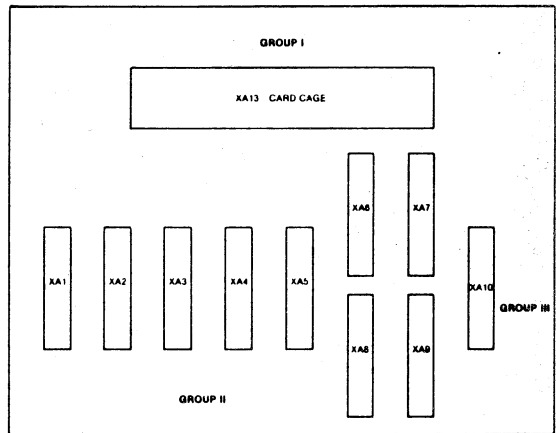 GROUP I
XA13 CARD CAGE
XA6
XA7
XA1
XA2
XA3
XA4
XA5
XA10
GROUP III
XA8
XA9
GROUP II